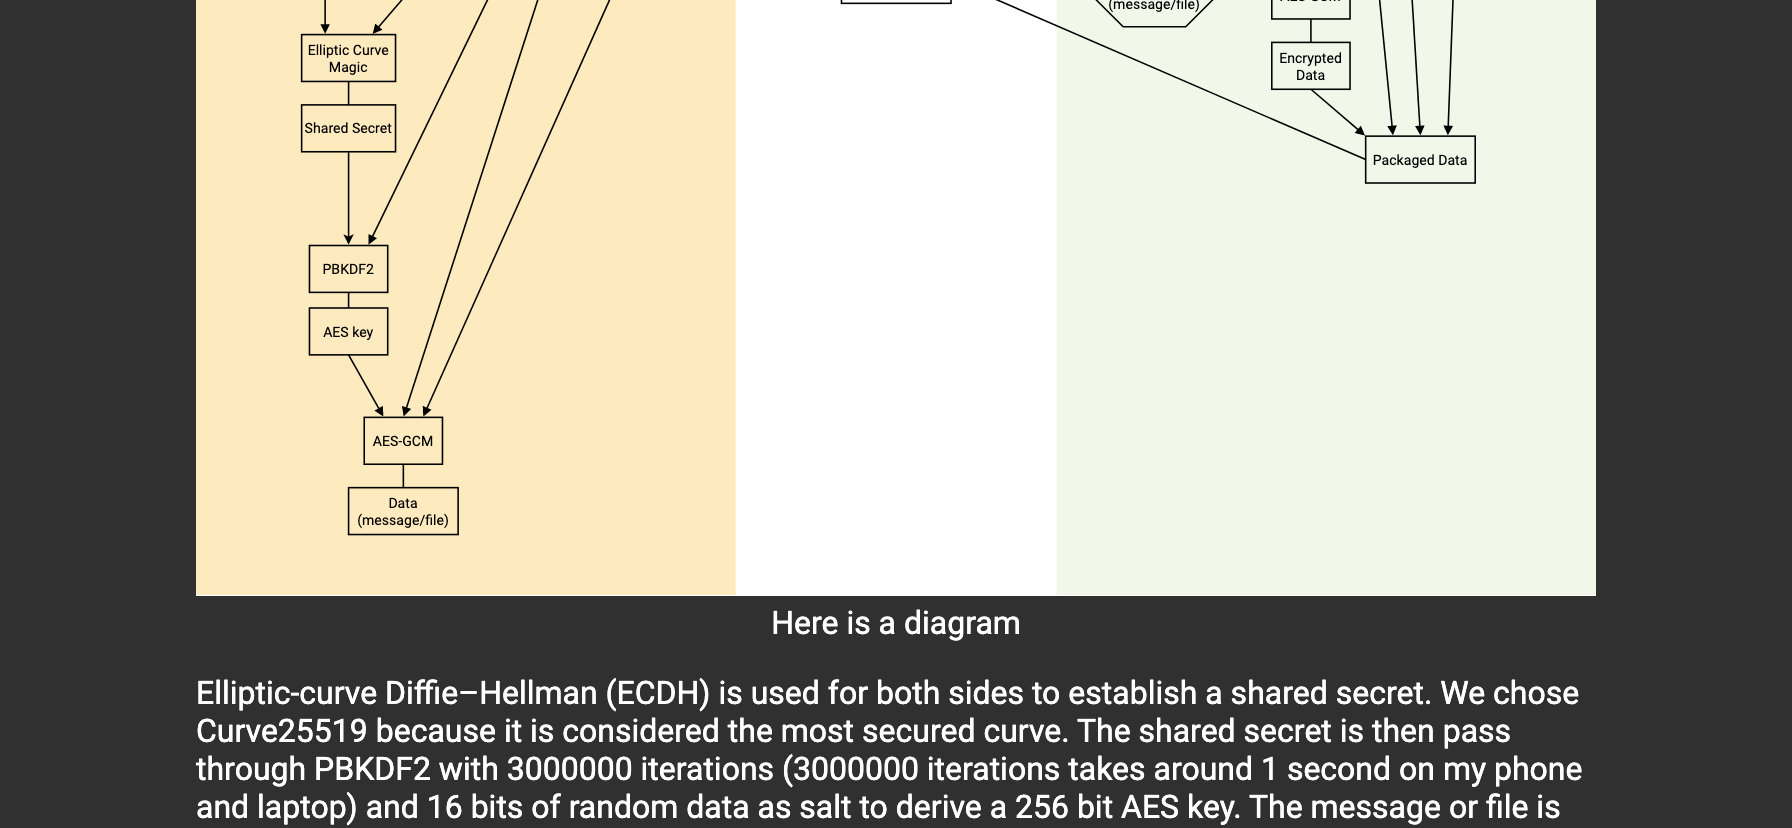 (message/file)
Elliptic Curve
Magic
Encrypted
Data
Shared Secret
Packaged Data
PBKDF2
AES key
AES-GCM
Data
(message/file)
Here is a diagram
Elliptic-curve Diffie–Hellman (ECDH) is used for both sides to establish a shared secret. We chose
Curve25519 because it is considered the most secured curve. The shared secret is then pass
through PBKDF2 with 3000000 iterations (3000000 iterations takes around 1 second on my phone
and laptop) and 16 bits of random data as salt to derive a 256 bit AES key. The message or file is